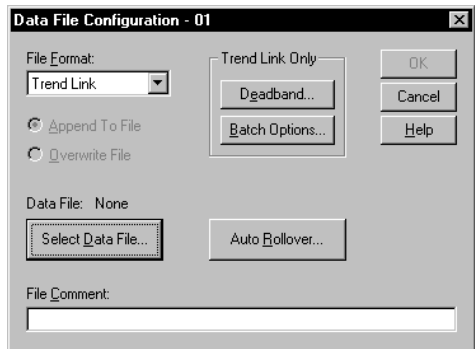 Data File Configuration - 01
File Format:
Trend Link
Append To File
Overwrite File
Trend Link Only
Deadband...
Batch Options...
OK
Cancel
Help
Data File: None
Select Data File...
Auto Rollover...
File Comment: